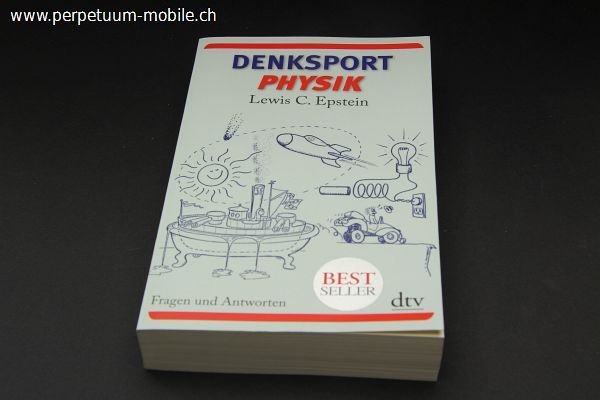 www.perpetuum-mobile.ch
DENKSPORT
PHYSIK
Lewis C. Epstein
BEST
SELLER
Fragen und Antworten
dtv